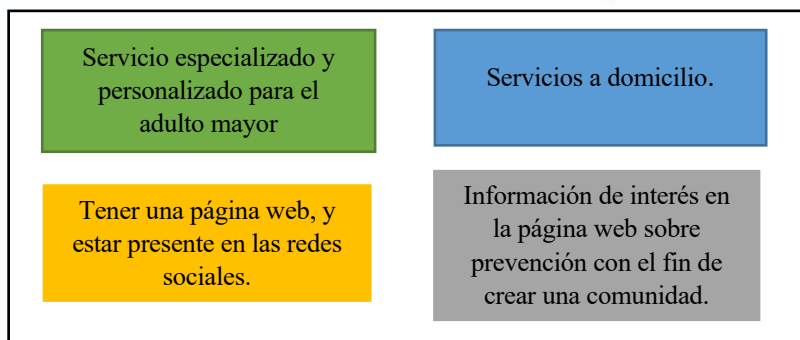 Servicio especializado y
personalizado para el
adulto mayor
Servicios a domicilio.
Tener una página web, y
estar presente en las redes
sociales.
Información de interés en
la página web sobre
prevención con el fin de
crear una comunidad.